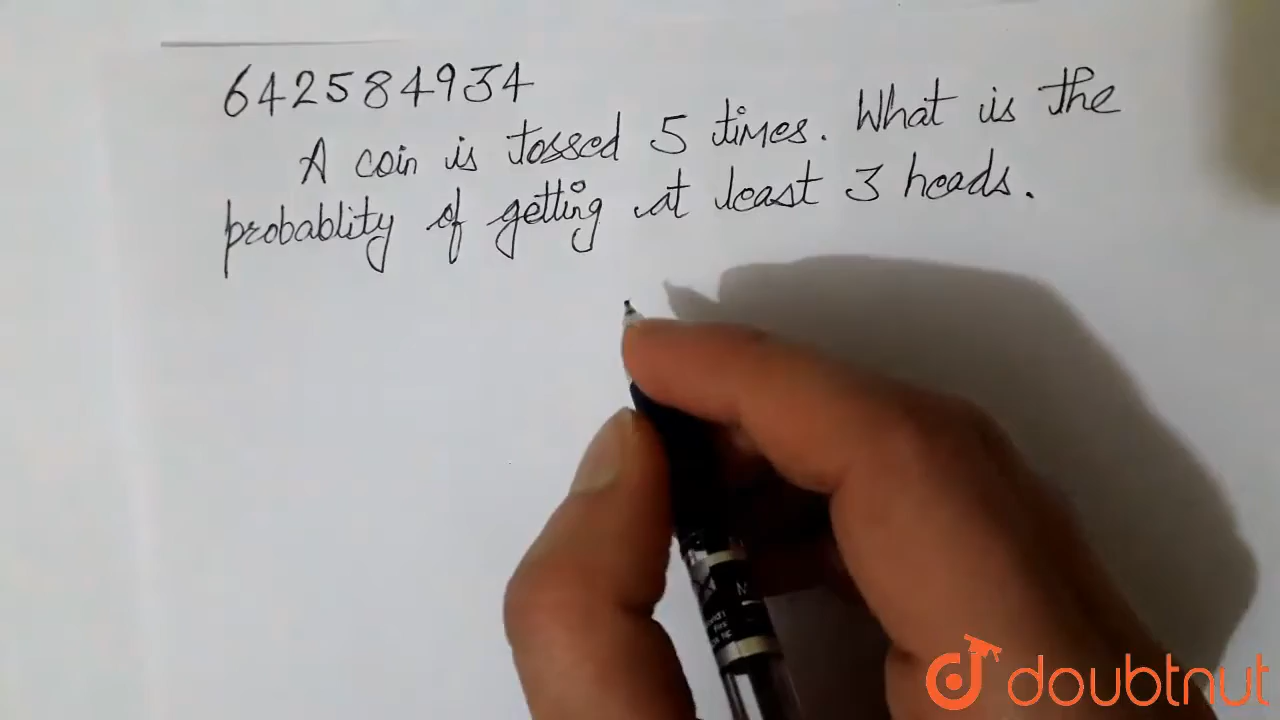 642584934
A coin is tossed 5 times. What is the
probablity of getting at least 3 heads.
doubtnut